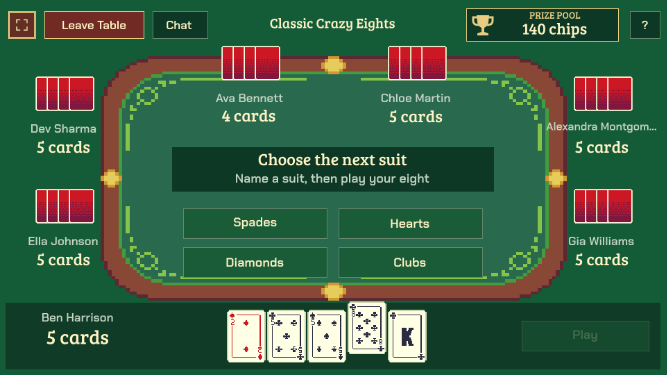 Leave Table
Chat
Classic Crazy Eights
PRIZE POOL
140 chips
?
Ava Bennett
4 cards
Chloe Martin
5 cards
Dev Sharma
5 cards
Alexandra Montgom...
5 cards
Choose the next suit
Name a suit, then play your eight
Spades
Hearts
Diamonds
Clubs
Ella Johnson
5 cards
Gia Williams
5 cards
Ben Harrison
5 cards
K
Play